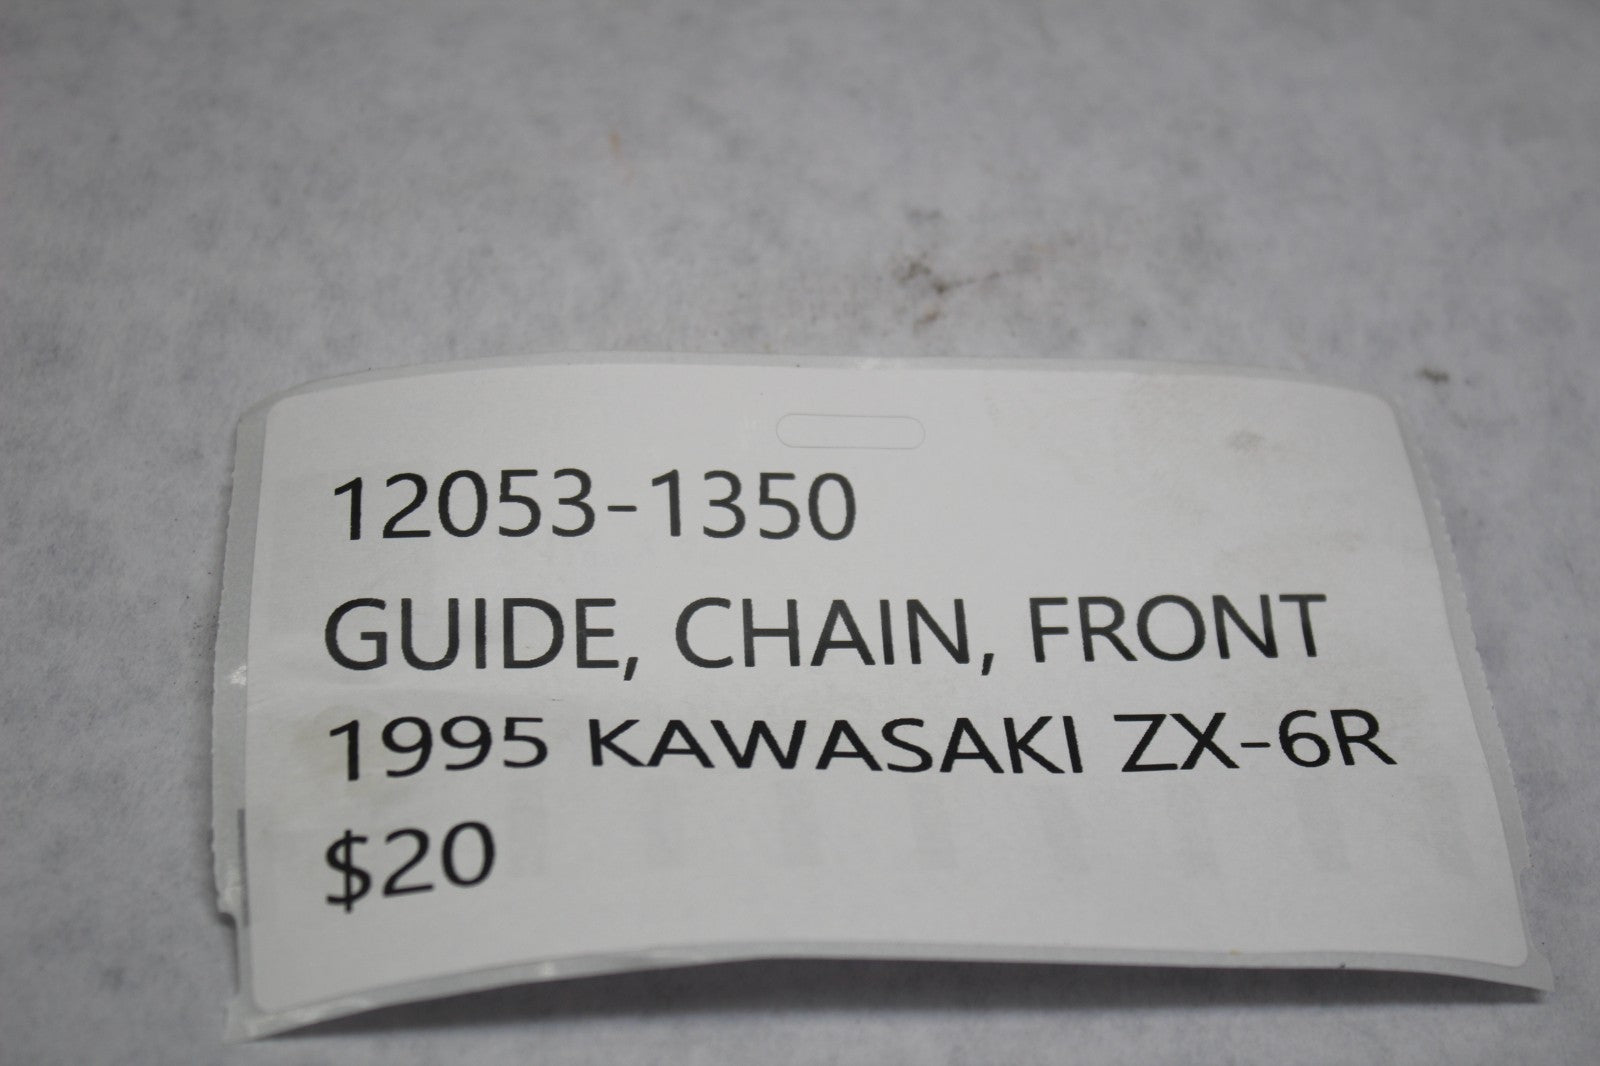 12053-1350
GUIDE, CHAIN, FRONT
1995 KAWASAKI ZX-6R
$20